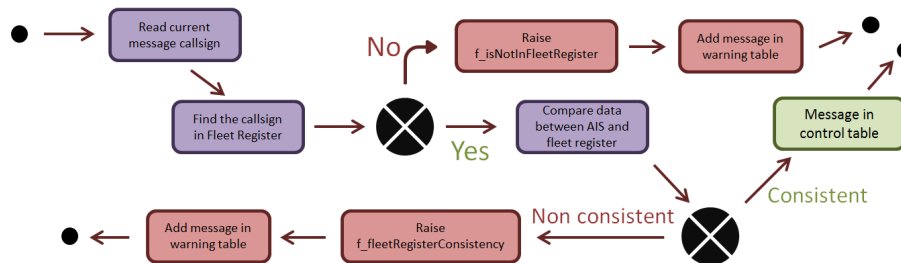 Read current
message callsign
No
Raise
f_isNotInFleetRegister
Add message in
warning table
Find the callsign
in Fleet Register
Yes
Compare data
between AIS and
fleet register
Message in
control table
Consistent
Non consistent
Raise
f_fleetRegisterConsistency
Add message in
warning table